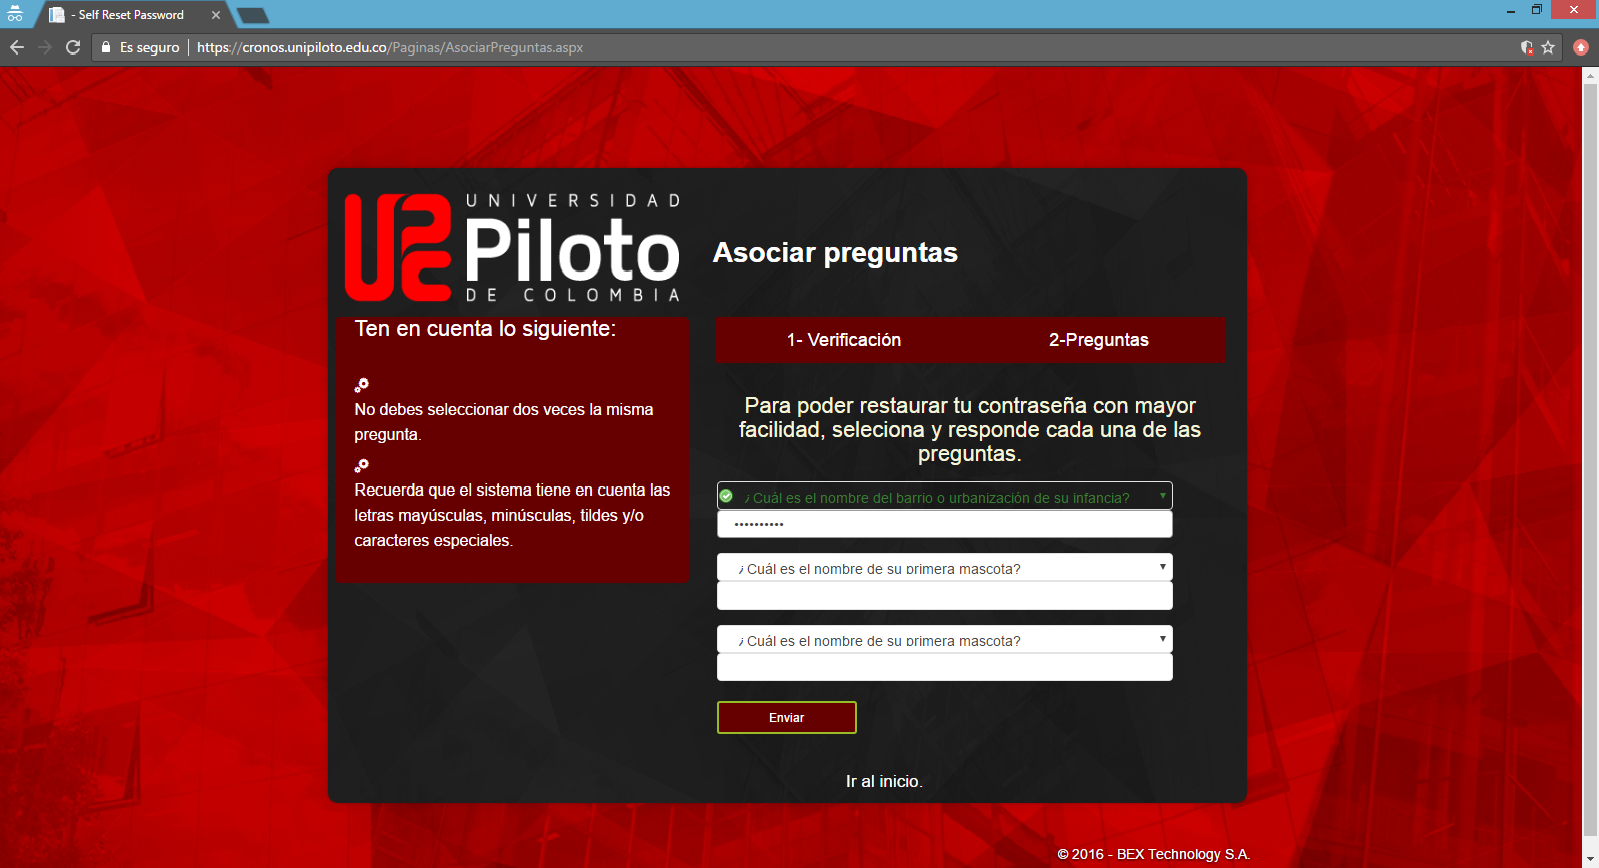 - Self Reset Password
Es seguro
https://cronos.unipiloto.edu.co/Paginas/AsociarPreguntas.aspx
UNIVERSIDAD
Piloto
DE COLOMBIA
Asociar preguntas
Ten en cuenta lo siguiente:
No debes seleccionar dos veces la misma
pregunta.
Recuerda que el sistema tiene en cuenta las
letras mayúsculas, minúsculas, tildes y/o
caracteres especiales.
1- Verificación
2-Preguntas
Para poder restaurar tu contraseña con mayor
facilidad, seleciona y responde cada una de las
preguntas.
¿Cuál es el nombre del barrio o urbanización de su infancia?
••••••••••
¿Cuál es el nombre de su primera mascota?
¿Cuál es el nombre de su primera mascota?
Enviar
Ir al inicio.
© 2016 - BEX Technology S.A.